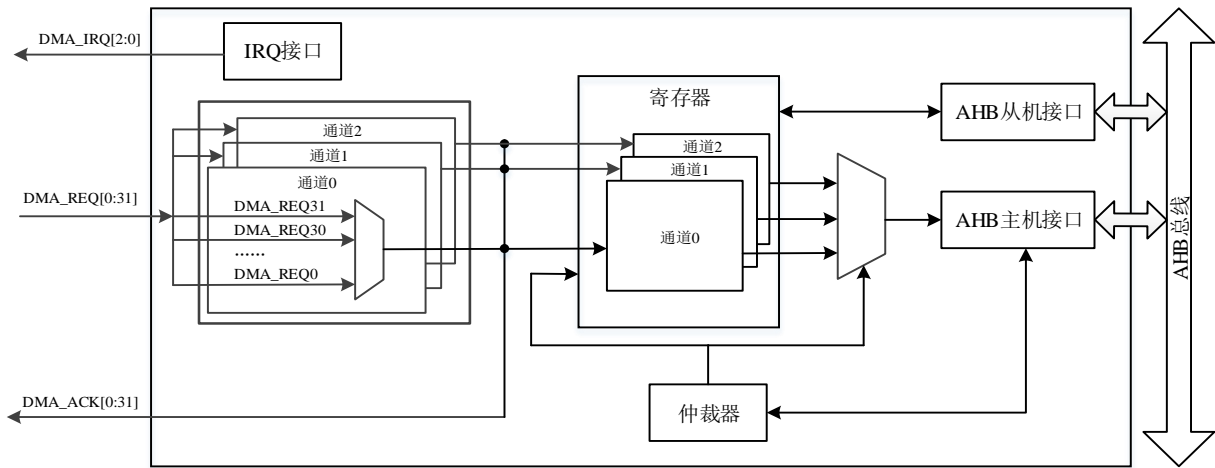 DMA_IRQ[2:0]
IRQ接口
寄存器
AHB从机接口
通道2
通道1
通道0
DMA_REQ[0:31]
DMA_REQ31
DMA_REQ30
......
DMA_REQ0
通道2
通道1
通道0
AHB主机接口
AHB总线
DMA_ACK[0:31]
仲裁器